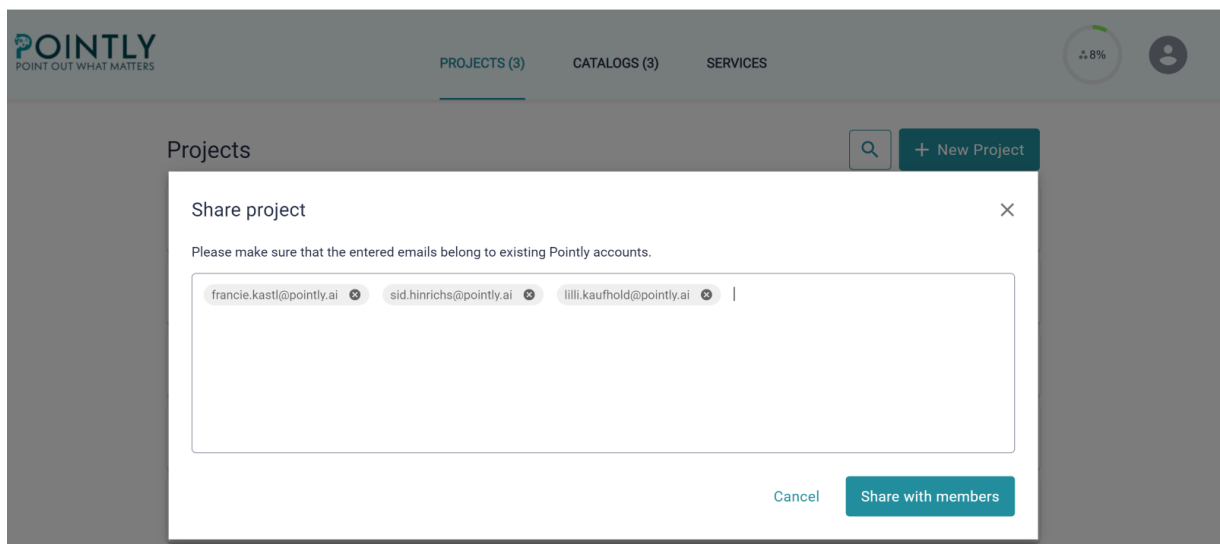 POINTLY
POINT OUT WHAT MATTERS
PROJECTS (3) CATALOGS (3) SERVICES
8%
Projects
+ New Project
Share project
Please make sure that the entered emails belong to existing Pointly accounts.
francie.kastl@pointly.ai sid.hinrichs@pointly.ai lilli.kaufhold@pointly.ai
Cancel Share with members